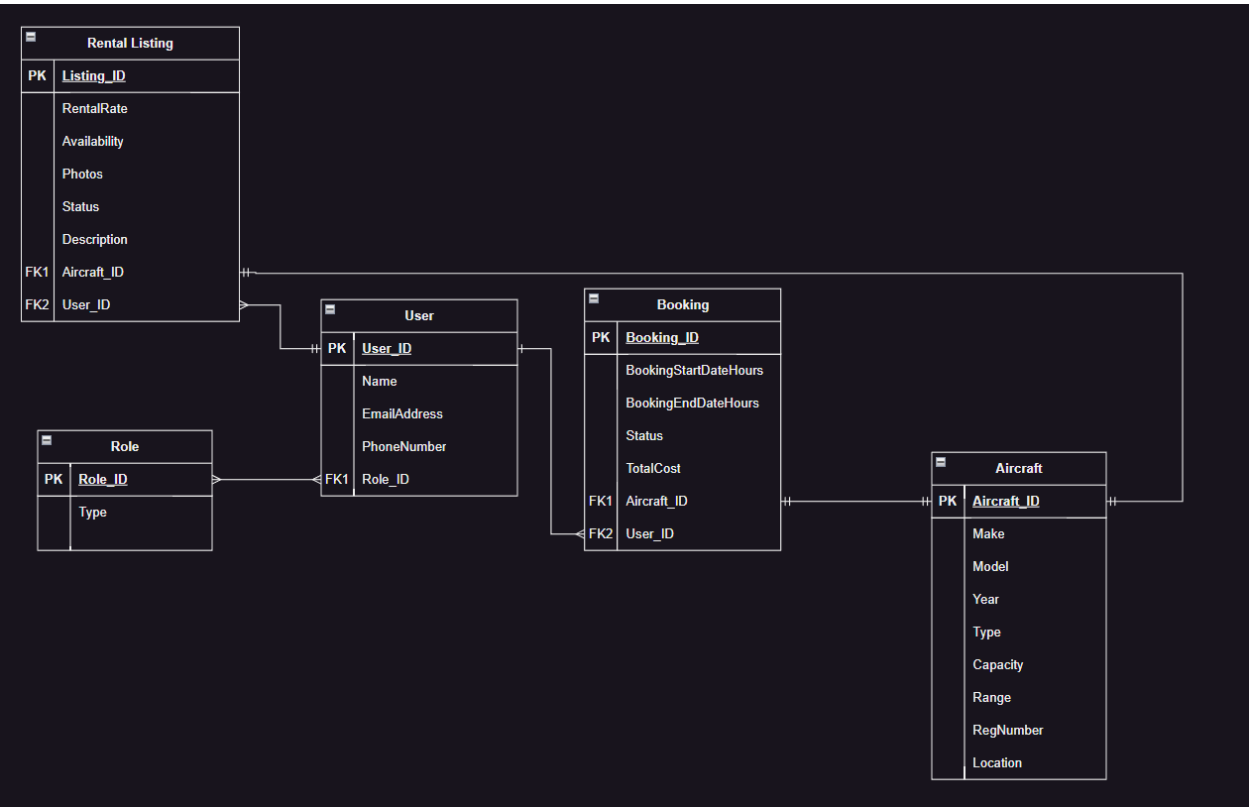 Rental Listing
PK Listing_ID
RentalRate
Availability
Photos
Status
Description
FK1 Aircraft_ID
FK2 User_ID
User
PK User_ID
Name
EmailAddress
PhoneNumber
FK1 Role_ID
Role
PK Role_ID
Type
Booking
PK Booking_ID
BookingStartDateHours
BookingEndDateHours
Status
TotalCost
FK1 Aircraft_ID
FK2 User_ID
Aircraft
PK Aircraft_ID
Make
Model
Year
Type
Capacity
Range
RegNumber
Location